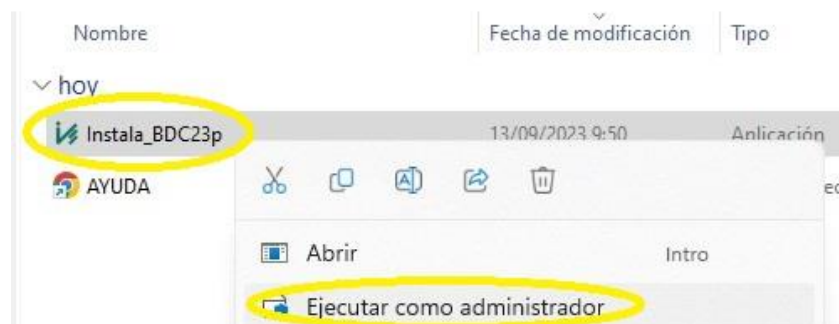 Nombre Fecha de modificación Tipo
hoy
Instala_BDC23p 13/09/2023 9:50 Aplicación
AYUDA
Abrir Intro
Ejecutar como administrador